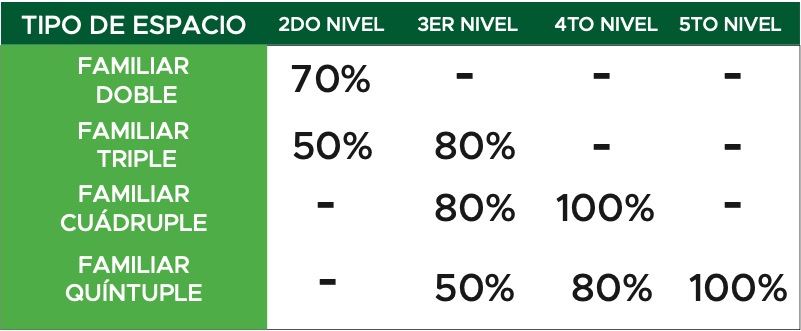 TIPO DE ESPACIO 2DO NIVEL 3ER NIVEL 4TO NIVEL 5TO NIVEL
FAMILIAR
DOBLE 70% - - -
FAMILIAR
TRIPLE 50% 80% - -
FAMILIAR
CUÁDRUPLE - 80% 100% -
FAMILIAR
QUÍNTUPLE - 50% 80% 100%